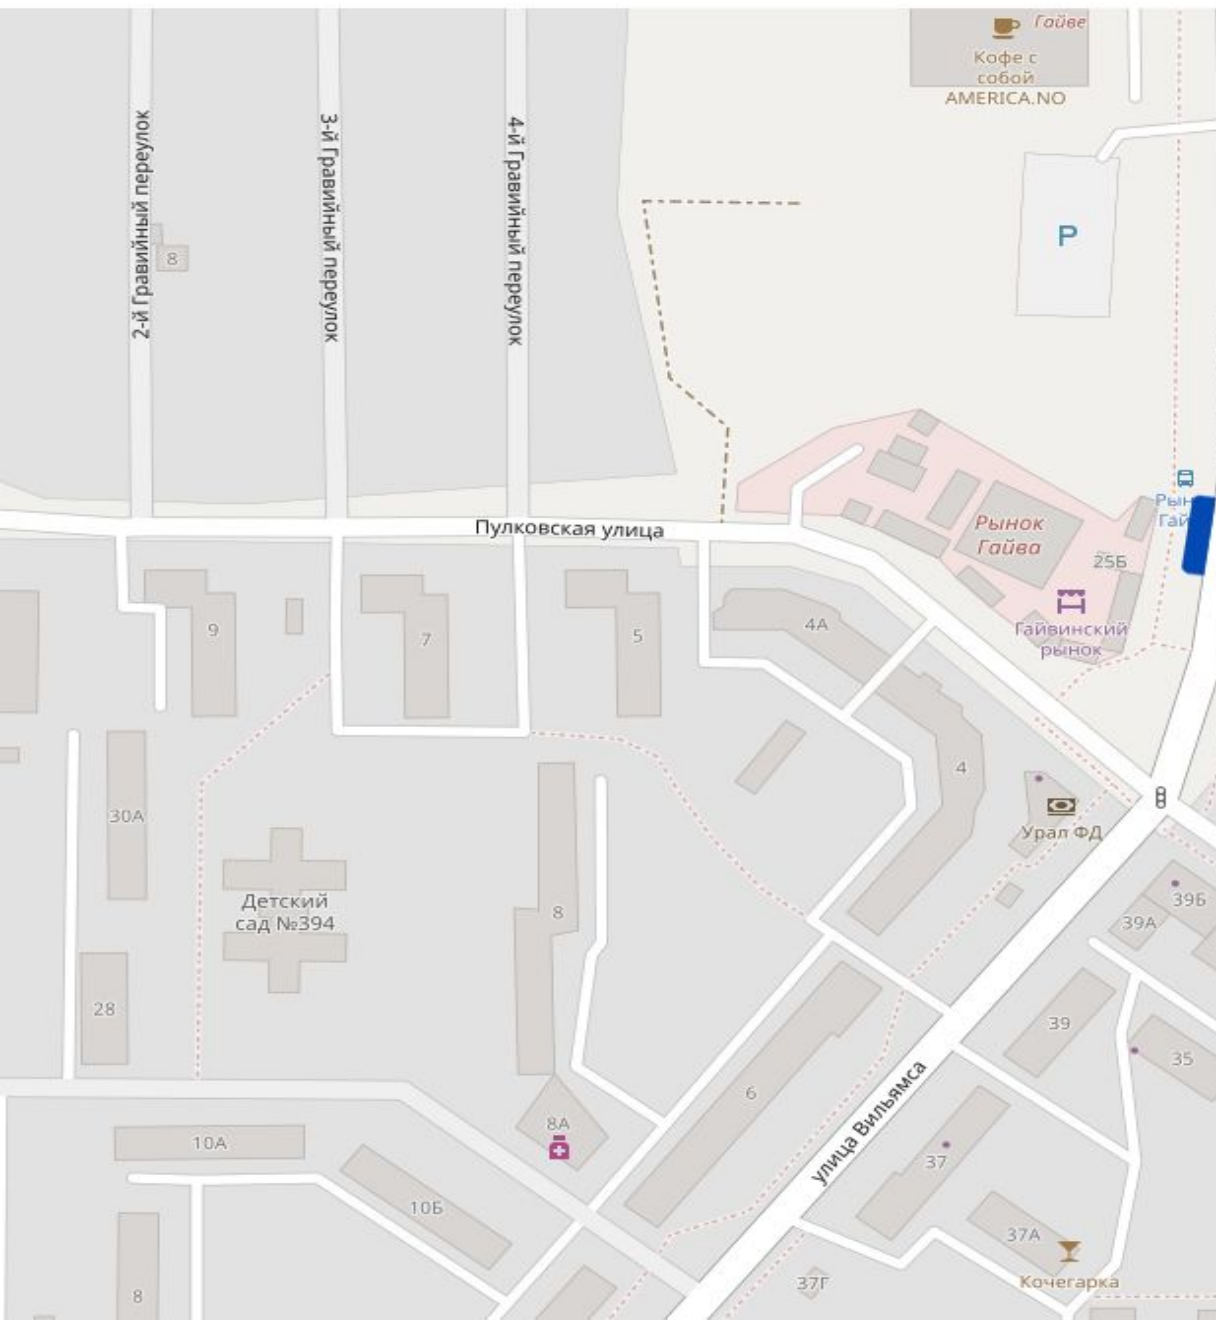 Гайве
Кофе с
собой
AMERICA.NO
2-й Гравийный переулок
3-й Гравийный переулок
4-й Гравийный переулок
8
P
Пулковская улица
Рынок
Гайва
25Б
Гайвинский
рынок
9
7
5
4А
4
Урал ФД
30А
Детский
сад №394
8
39Б
39А
28
39
35
6
8А
улица Вильямса
10А
37
10Б
37А
Кочегарка
37Г
8